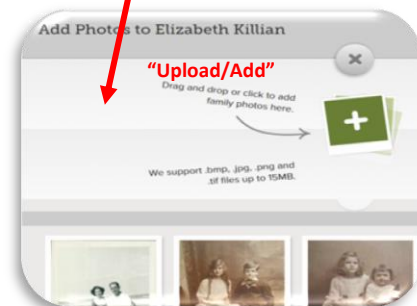 Add Photos to Elizabeth Killian
"Upload/Add"
Drag and drop or click to add
family photos here.
We support .bmp, .jpg, .png and
.tif files up to 15MB.